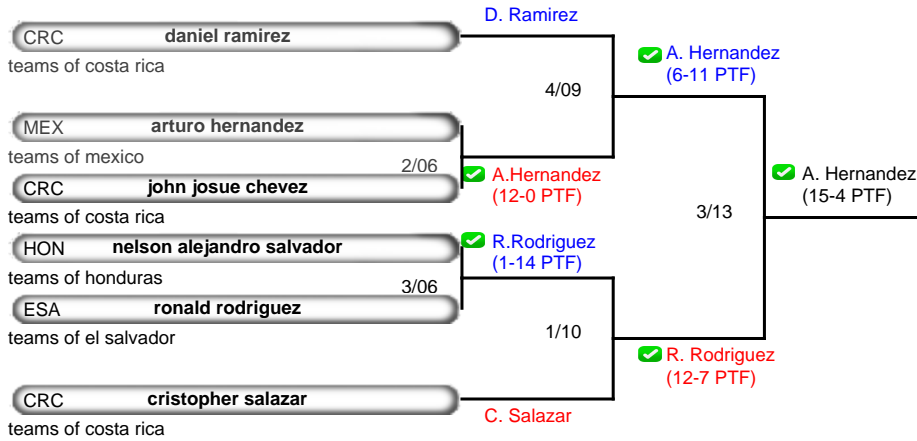 D. Ramirez
CRC daniel ramirez
teams of costa rica
A. Hernandez
(6-11 PTF)
4/09
MEX arturo hernandez
teams of mexico
2/06
A.Hernandez
(12-0 PTF)
CRC john josue chevez
teams of costa rica
A. Hernandez
(15-4 PTF)
3/13
HON nelson alejandro salvador
teams of honduras
R.Rodriguez
(1-14 PTF)
3/06
ESA ronald rodriguez
teams of el salvador
1/10
R. Rodriguez
(12-7 PTF)
CRC cristopher salazar
C. Salazar
teams of costa rica